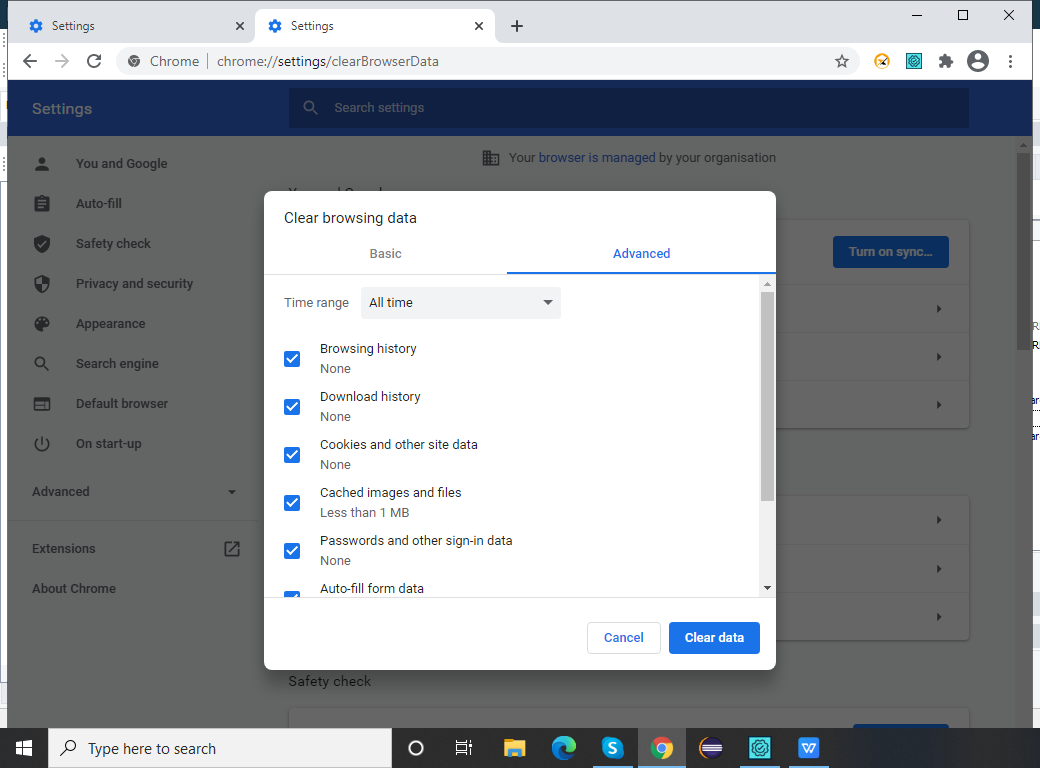 Settings
Settings
Chrome
chrome://settings/clearBrowserData
Settings
Search settings
You and Google
Auto-fill
Safety check
Privacy and security
Appearance
Search engine
Default browser
On start-up
Advanced
Extensions
About Chrome
Your browser is managed by your organisation
Turn on sync...
Clear browsing data
Basic
Advanced
Time range
All time
Browsing history
None
Download history
None
Cookies and other site data
None
Cached images and files
Less than 1 MB
Passwords and other sign-in data
None
Auto-fill form data
Cancel
Clear data
Safety check
Type here to search